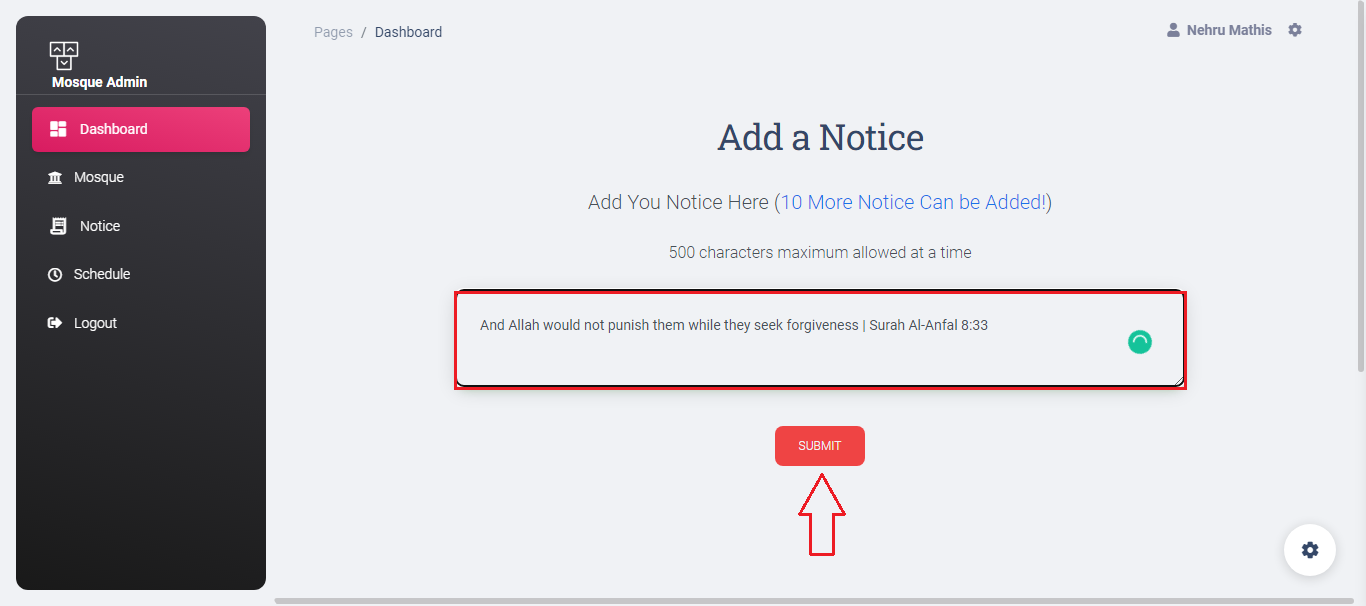 Mosque Admin
Dashboard
Mosque
Notice
Schedule
Logout
Pages / Dashboard
Nehru Mathis
Add a Notice
Add You Notice Here (10 More Notice Can be Added!)
500 characters maximum allowed at a time
And Allah would not punish them while they seek forgiveness | Surah Al-Anfal 8:33
SUBMIT